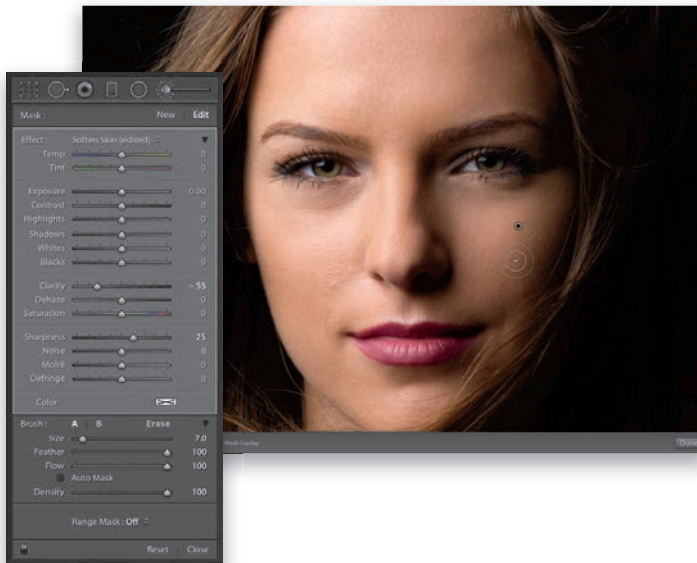 Mask : New Edit
Effect : Soften Skin (edited)
Temp 0
Tint 0
Exposure 0.00
Contrast 0
Highlights 0
Shadows 0
Whites 0
Blacks 0
Clarity – 55
Dehaze 0
Saturation 0
Sharpness 25
Noise 0
Moiré 0
Defringe 0
Color
Brush : A B Erase
Size 7.0
Feather 100
Flow 100
Auto Mask
Density 100
Range Mask : Off
Reset Close
Mask Overlay
Done